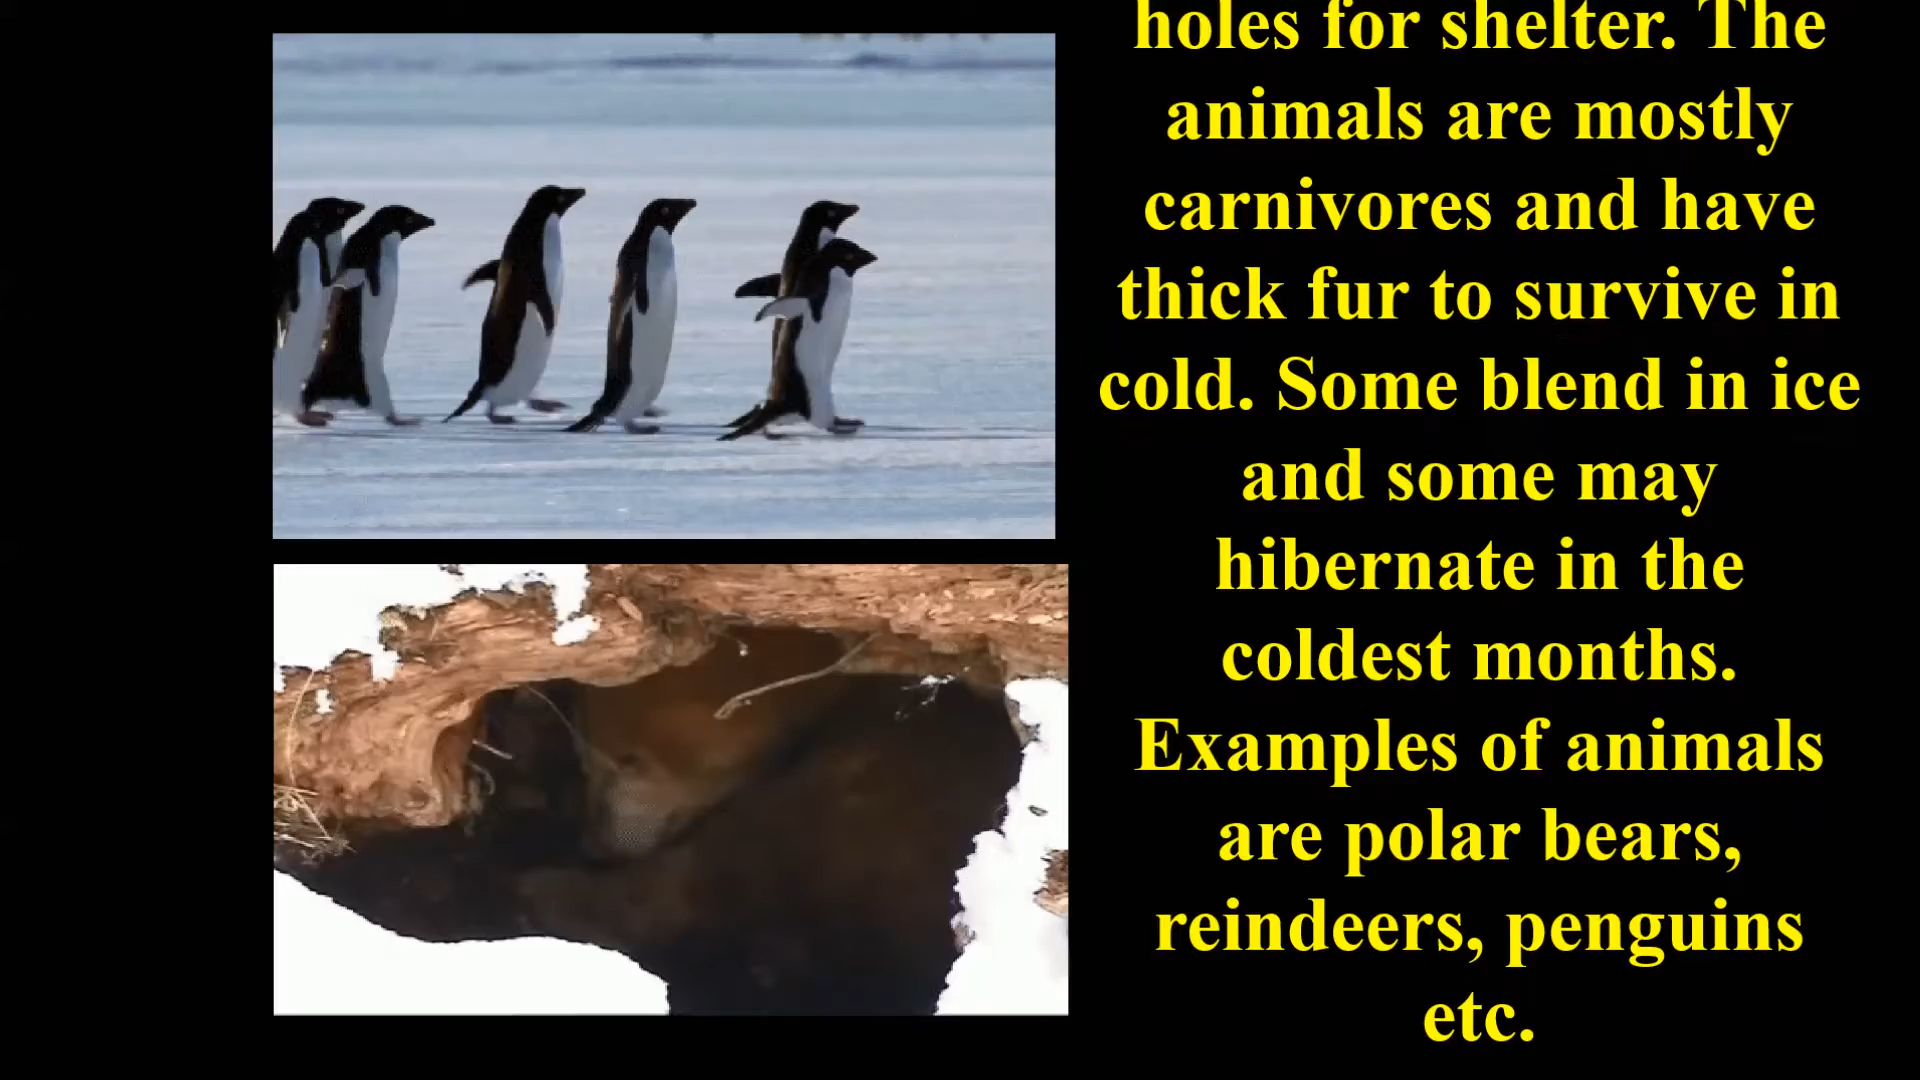 holes for shelter. The
animals are mostly
carnivores and have
thick fur to survive in
cold. Some blend in ice
and some may
hibernate in the
coldest months.
Examples of animals
are polar bears,
reindeers, penguins
etc.